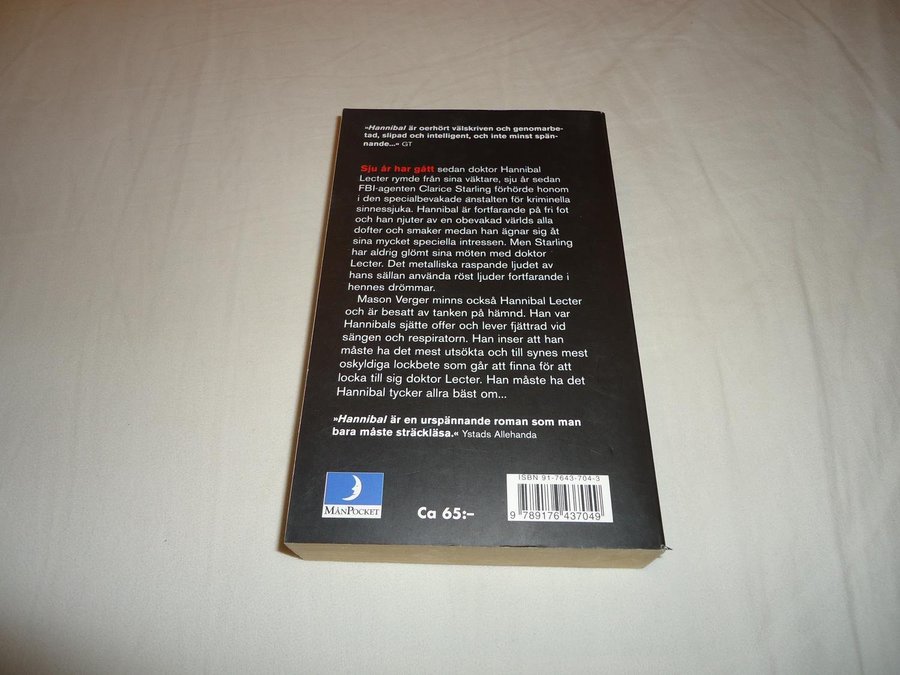 »Hannibal är oerhört välskriven och genomarbe-
tad, slipad och intelligent, och inte minst spän-
nande...« GT
Sju år har gått sedan doktor Hannibal
Lecter rymde från sina väktare, sju år sedan
FBI-agenten Clarice Starling förhörde honom
i den specialbevakade anstalten för kriminella
sinnessjuka. Hannibal är fortfarande på fri fot
och han njuter av en obevakad världs alla
dofter och smaker medan han ägnar sig åt
sina mycket speciella intressen. Men Starling
har aldrig glömt sina möten med doktor
Lecter. Det metalliska raspande ljudet av
hans sällan använda röst ljuder fortfarande i
hennes drömmar.
Mason Verger minns också Hannibal Lecter
och är besatt av tanken på hämnd. Han var
Hannibals sjätte offer och lever fjättrad vid
sängen och respiratorn. Han inser att han
måste ha det mest utsökta och till synes mest
oskyldiga lockbete som går att finna för att
locka till sig doktor Lecter. Han måste ha det
Hannibal tycker allra bäst om...
»Hannibal är en urspännande roman som man
bara måste sträckläsa.« Ystads Allehanda
MånPocket
Ca 65:-
ISBN 91-7643-704-3
9 789176 437049